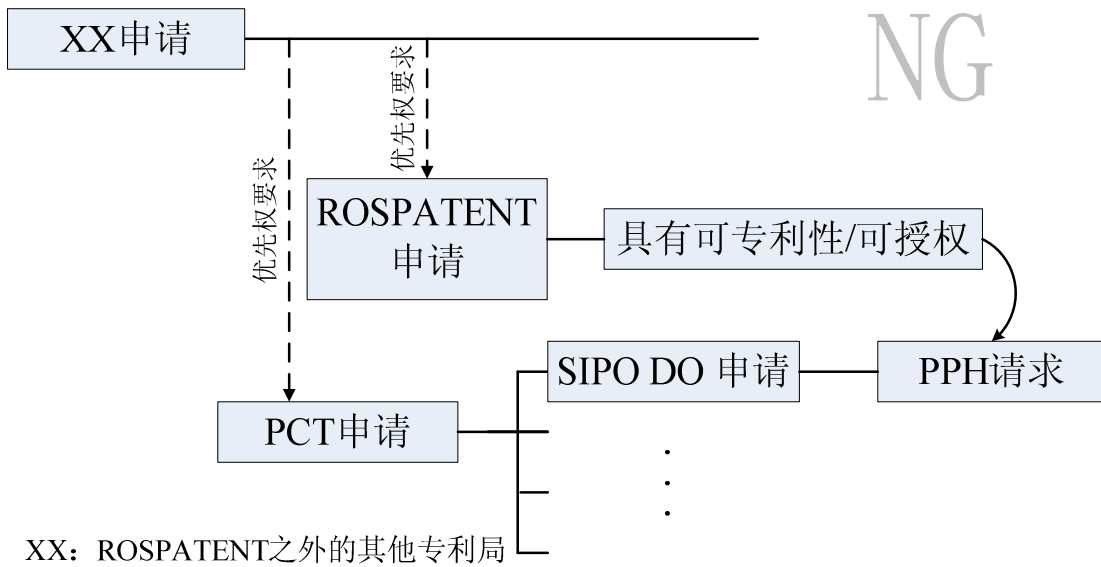 XX申请
NG
优先权要求
优先权要求
ROSPATENT
申请
具有可专利性/可授权
SIPO DO 申请
PPH请求
PCT申请
XX：ROSPATENT之外的其他专利局